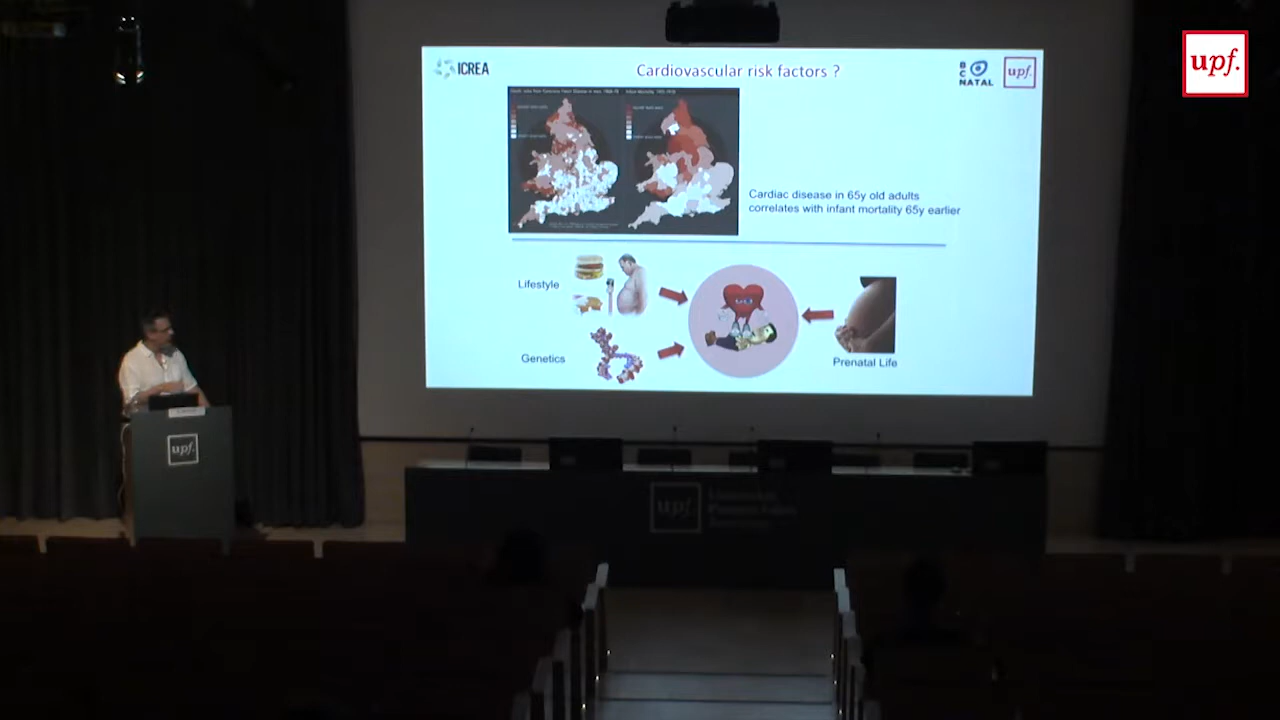 upf.
ICREA
Cardiovascular risk factors ?
BCNATAL
upf.
Cardiac disease in 65y old adults
correlates with infant mortality 65y earlier
Lifestyle
Genetics
Prenatal Life
upf.
upf.